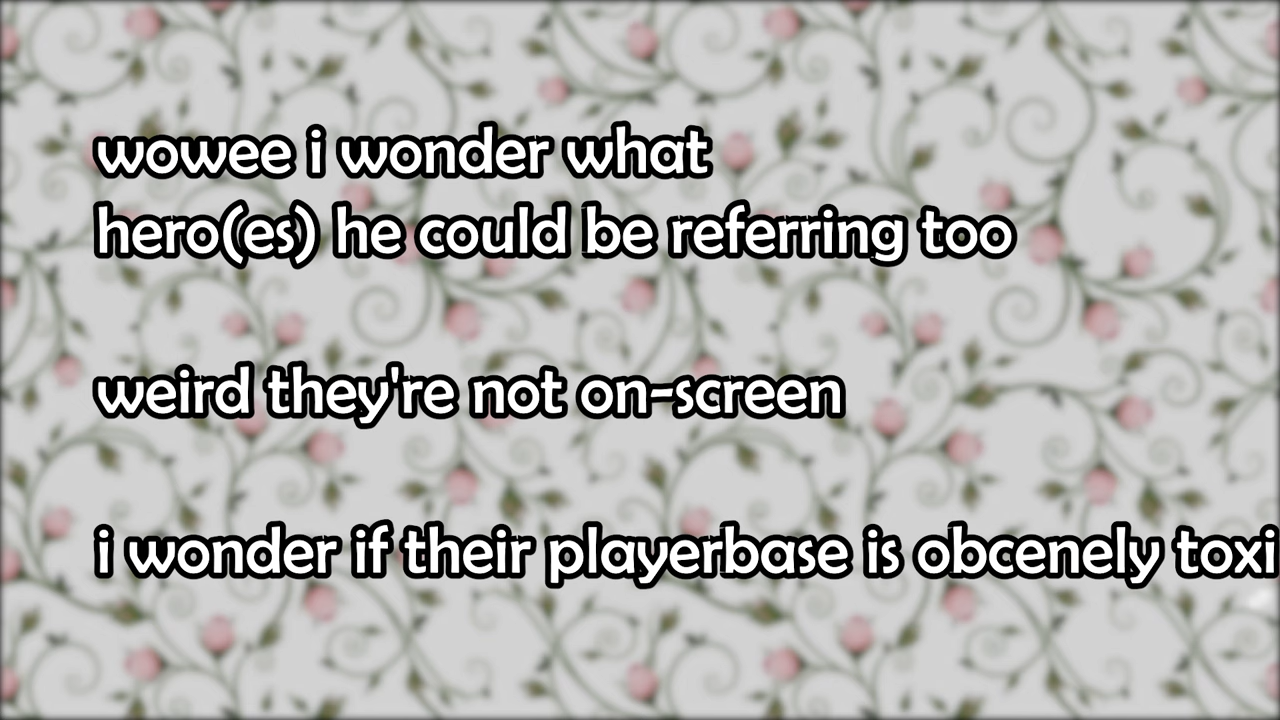 wowee i wonder what
hero(es) he could be referring too
weird they're not on-screen
i wonder if their playerbase is obcenely toxi